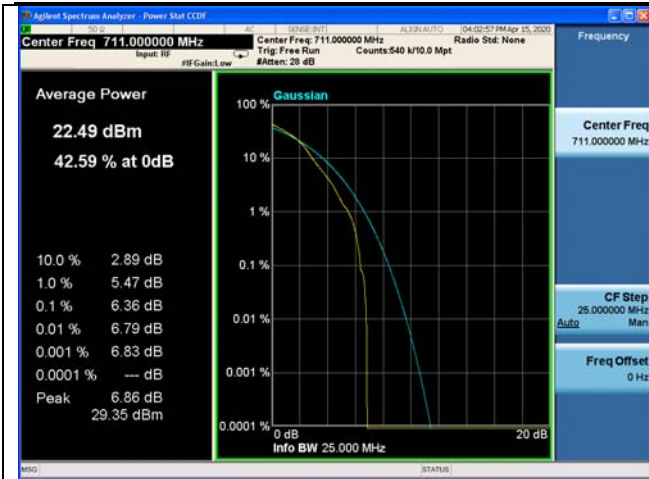 Agilent Spectrum Analyzer - Power Stat CCDF
50 Ω AC SENSE:INT ALIGN AUTO 04:02:57 PM Apr 15, 2020
Center Freq 711.000000 MHz
Input: RF
#IFGain:Low
Center Freq: 711.000000 MHz
Radio Std: None
Trig: Free Run
Counts:540 k/10.0 Mpt
#Atten: 28 dB
Frequency
Average Power
22.49 dBm
42.59 % at 0dB
10.0 % 2.89 dB
1.0 % 5.47 dB
0.1 % 6.36 dB
0.01 % 6.79 dB
0.001 % 6.83 dB
0.0001 % --- dB
Peak 6.86 dB
29.35 dBm
Gaussian
100 %
10 %
1 %
0.1 %
0.01 %
0.001 %
0.0001 %
0 dB
20 dB
Info BW 25.000 MHz
Center Freq
711.000000 MHz
CF Step
25.000000 MHz
Auto Man
Freq Offset
0 Hz
MSG
STATUS